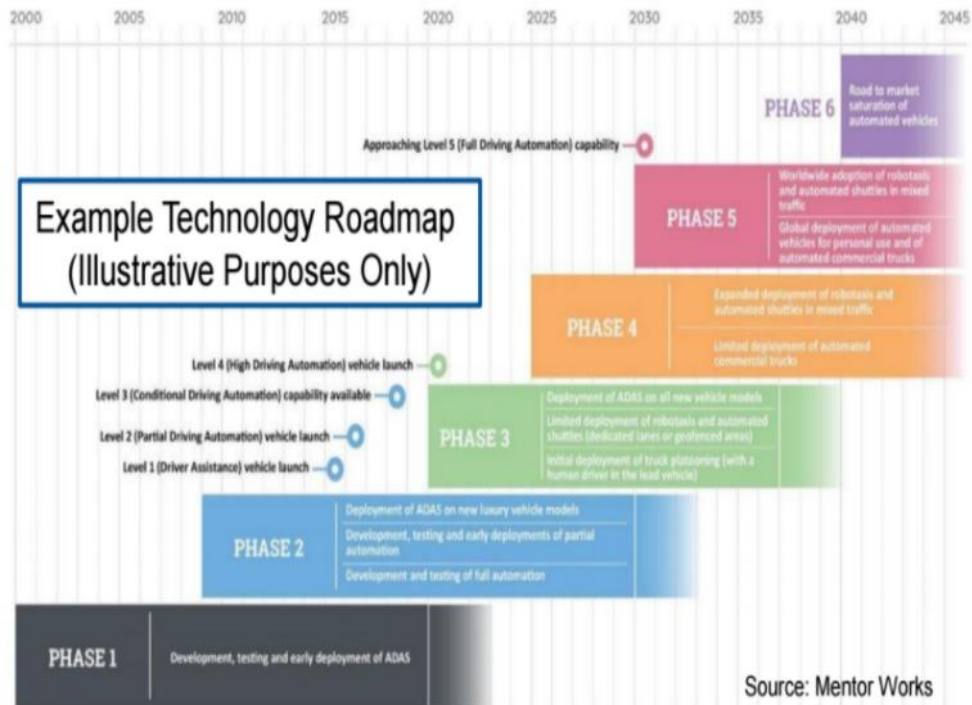 2000 2005 2010 2015 2020 2025 2030 2035 2040 2045
PHASE 6
Road to market
saturation of
automated vehicles
Approaching Level 5 (Full Driving Automation) capability
Example Technology Roadmap
(Illustrative Purposes Only)
PHASE 5
Worldwide adoption of robotaxis
and automated shuttles in mixed
traffic
Global deployment of automated
vehicles for personal use and of
automated commercial trucks
PHASE 4
Expanded deployment of robotaxis and
automated shuttles in mixed traffic
Limited deployment of automated
commercial trucks
Level 4 (High Driving Automation) vehicle launch
Level 3 (Conditional Driving Automation) capability available
Level 2 (Partial Driving Automation) vehicle launch
Level 1 (Driver Assistance) vehicle launch
PHASE 3
Deployment of ADAS on all new vehicle models
Limited deployment of robotaxis and automated
shuttles (dedicated lanes or geofenced areas)
Initial deployment of truck platooning (with a
human driver in the lead vehicle)
PHASE 2
Deployment of ADAS on new luxury vehicle models
Development, testing and early deployments of partial
automation
Development and testing of full automation
PHASE 1
Development, testing and early deployment of ADAS
Source: Mentor Works